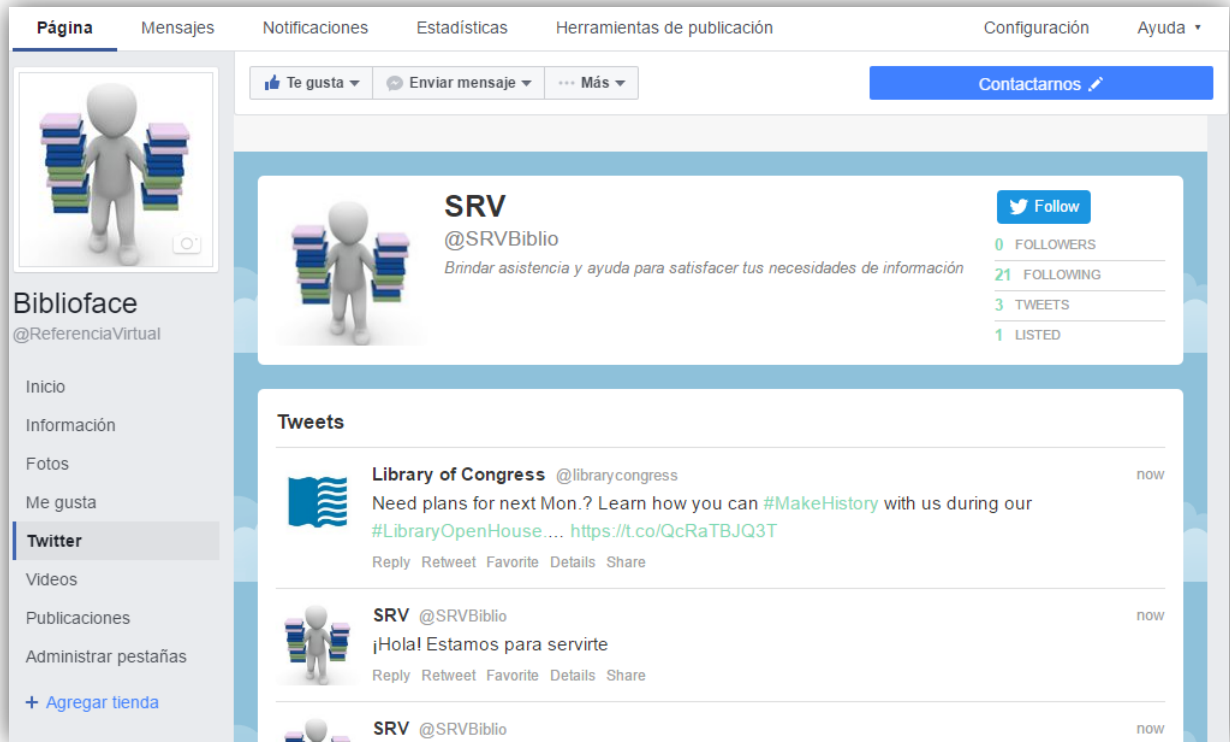 Página Mensajes Notificaciones Estadísticas Herramientas de publicación Configuración Ayuda
Te gusta Enviar mensaje Más Contactarnos
Biblioface
@ReferenciaVirtual
Inicio
Información
Fotos
Me gusta
Twitter
Videos
Publicaciones
Administrar pestañas
+ Agregar tienda
SRV
@SRVBiblio
Brindar asistencia y ayuda para satisfacer tus necesidades de información
Follow
0 FOLLOWERS
21 FOLLOWING
3 TWEETS
1 LISTED
Tweets
Library of Congress @librarycongress now
Need plans for next Mon.? Learn how you can #MakeHistory with us during our
#LibraryOpenHouse.... https://t.co/QcRaTBJQ3T
Reply Retweet Favorite Details Share
SRV @SRVBiblio now
¡Hola! Estamos para servirte
Reply Retweet Favorite Details Share
SRV @SRVBiblio now